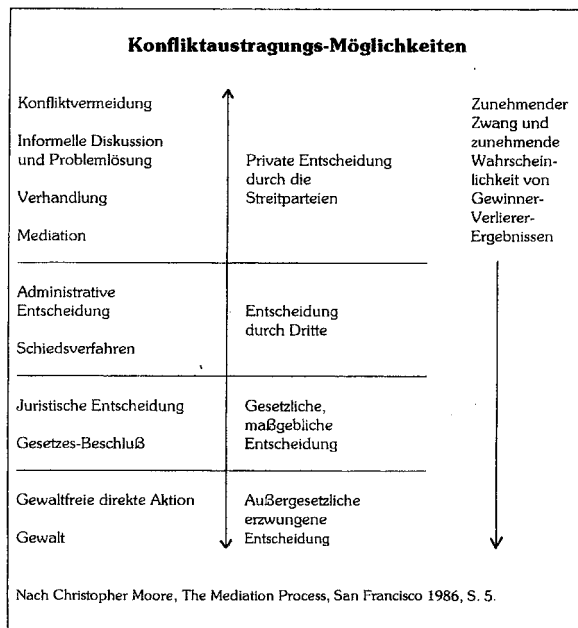 Konfliktaustragungs-Möglichkeiten
Konfliktvermeidung
Informelle Diskussion
und Problemlösung
Verhandlung
Mediation
Private Entscheidung
durch die
Streitparteien
Zunehmender
Zwang und
zunehmende
Wahrschein-
lichkeit von
Gewinner-
Verlierer-
Ergebnissen
Administrative
Entscheidung
Schiedsverfahren
Entscheidung
durch Dritte
Juristische Entscheidung
Gesetzes-Beschluß
Gesetzliche,
maßgebliche
Entscheidung
Gewaltfreie direkte Aktion
Gewalt
Außergesetzliche
erzwungene
Entscheidung
Nach Christopher Moore, The Mediation Process, San Francisco 1986, S. 5.